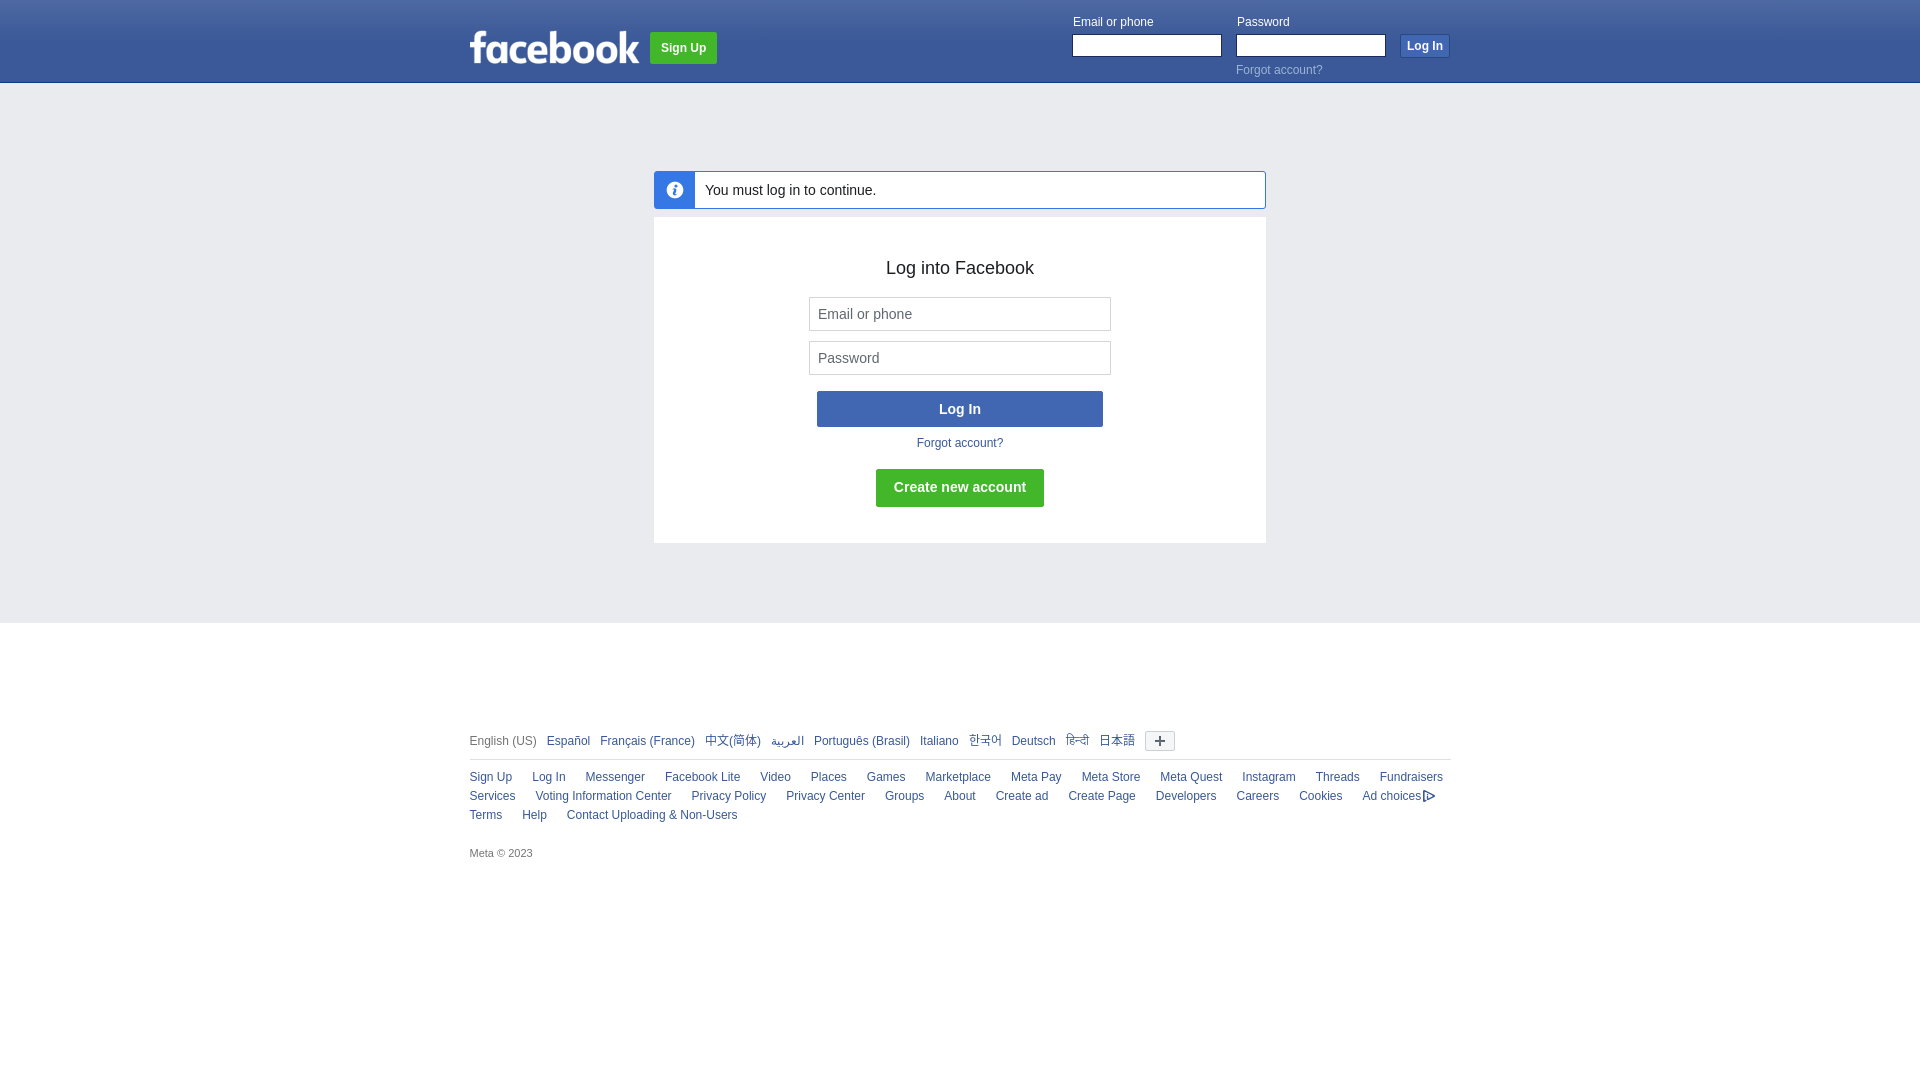 facebook
Sign Up
Email or phone
Password
Log In
Forgot account?
You must log in to continue.
Log into Facebook
Email or phone
Password
Log In
Forgot account?
Create new account
English (US) Español Français (France) 中文(简体) العربية Português (Brasil) Italiano 한국어 Deutsch हिन्दी 日本語
Sign Up Log In Messenger Facebook Lite Video Places Games Marketplace Meta Pay Meta Store Meta Quest Instagram Threads Fundraisers
Services Voting Information Center Privacy Policy Privacy Center Groups About Create ad Create Page Developers Careers Cookies Ad choices
Terms Help Contact Uploading & Non-Users
Meta © 2023